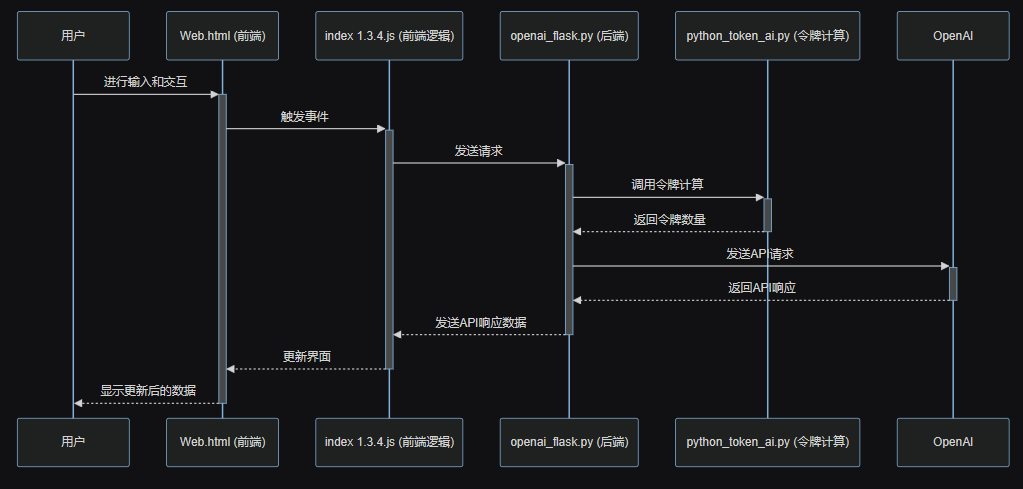 用户
Web.html (前端)
index 1.3.4.js (前端逻辑)
openai_flask.py (后端)
python_token_ai.py (令牌计算)
OpenAI
进行输入和交互
触发事件
发送请求
调用令牌计算
返回令牌数量
发送API请求
返回API响应
发送API响应数据
更新界面
显示更新后的数据
用户
Web.html (前端)
index 1.3.4.js (前端逻辑)
openai_flask.py (后端)
python_token_ai.py (令牌计算)
OpenAI